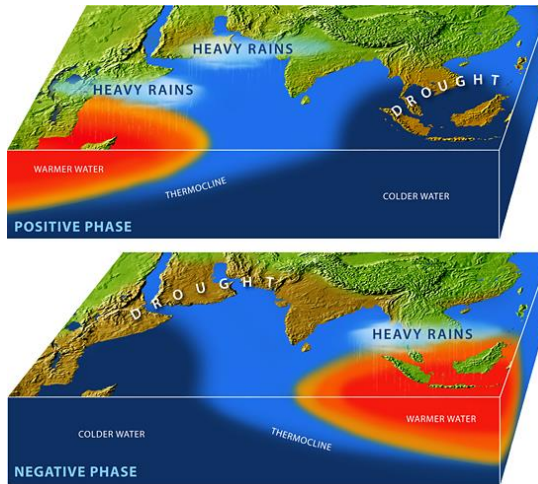 HEAVY RAINS
HEAVY RAINS
DROUGHT
WARMER WATER
THERMOCLINE
COLDER WATER
POSITIVE PHASE
DROUGHT
HEAVY RAINS
WARMER WATER
COLDER WATER
THERMOCLINE
NEGATIVE PHASE